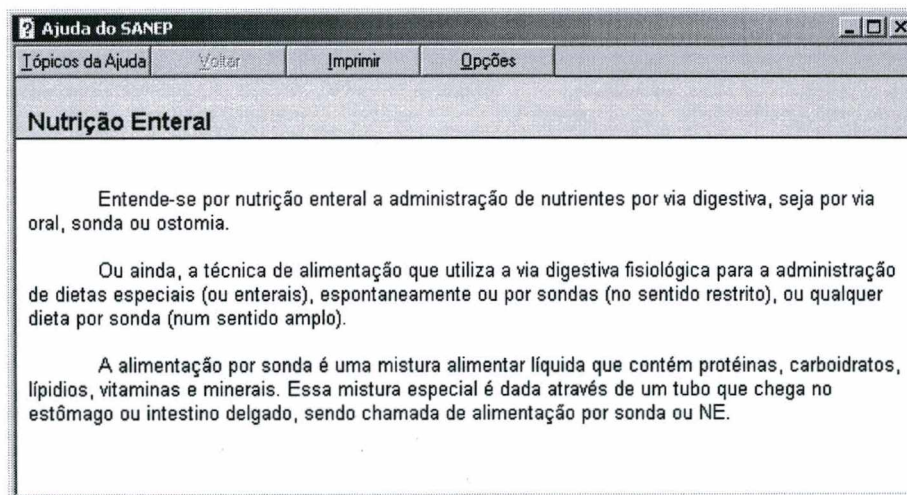 Ajuda do SANEP
Tópicos da Ajuda Voltar Imprimir Opções
Nutrição Enteral
Entende-se por nutrição enteral a administração de nutrientes por via digestiva, seja por via
oral, sonda ou ostomia.
Ou ainda, a técnica de alimentação que utiliza a via digestiva fisiológica para a administração
de dietas especiais (ou enterais), espontaneamente ou por sondas (no sentido restrito), ou qualquer
dieta por sonda (num sentido amplo).
A alimentação por sonda é uma mistura alimentar líquida que contém protéinas, carboidratos,
lípidios, vitaminas e minerais. Essa mistura especial é dada através de um tubo que chega no
estômago ou intestino delgado, sendo chamada de alimentação por sonda ou NE.